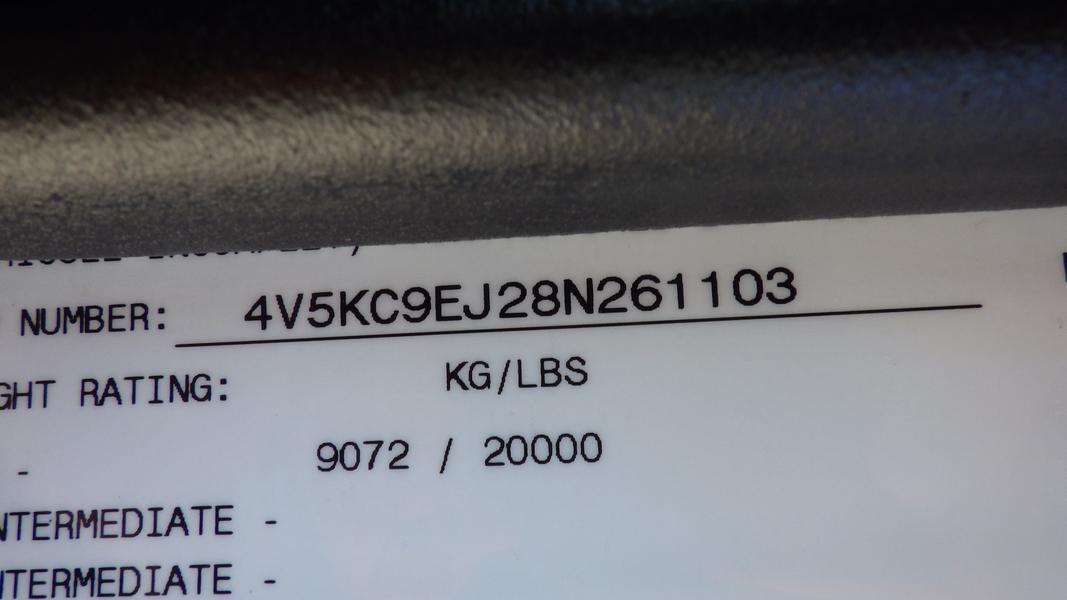 NUMBER: 4V5KC9EJ28N261103
GHT RATING: KG/LBS
- 9072 / 20000
NTERMEDIATE -
NTERMEDIATE -